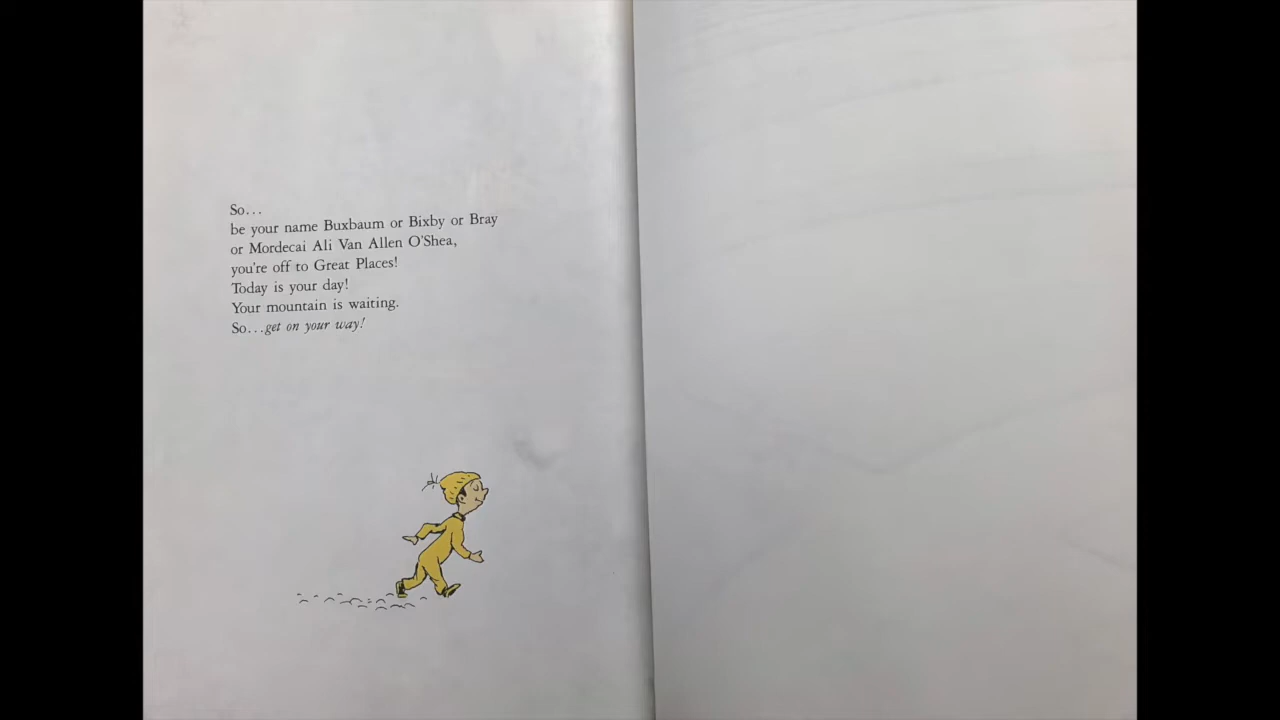 So...
be your name Buxbaum or Bixby or Bray
or Mordecai Ali Van Allen O'Shea,
you're off to Great Places!
Today is your day!
Your mountain is waiting.
So...get on your way!